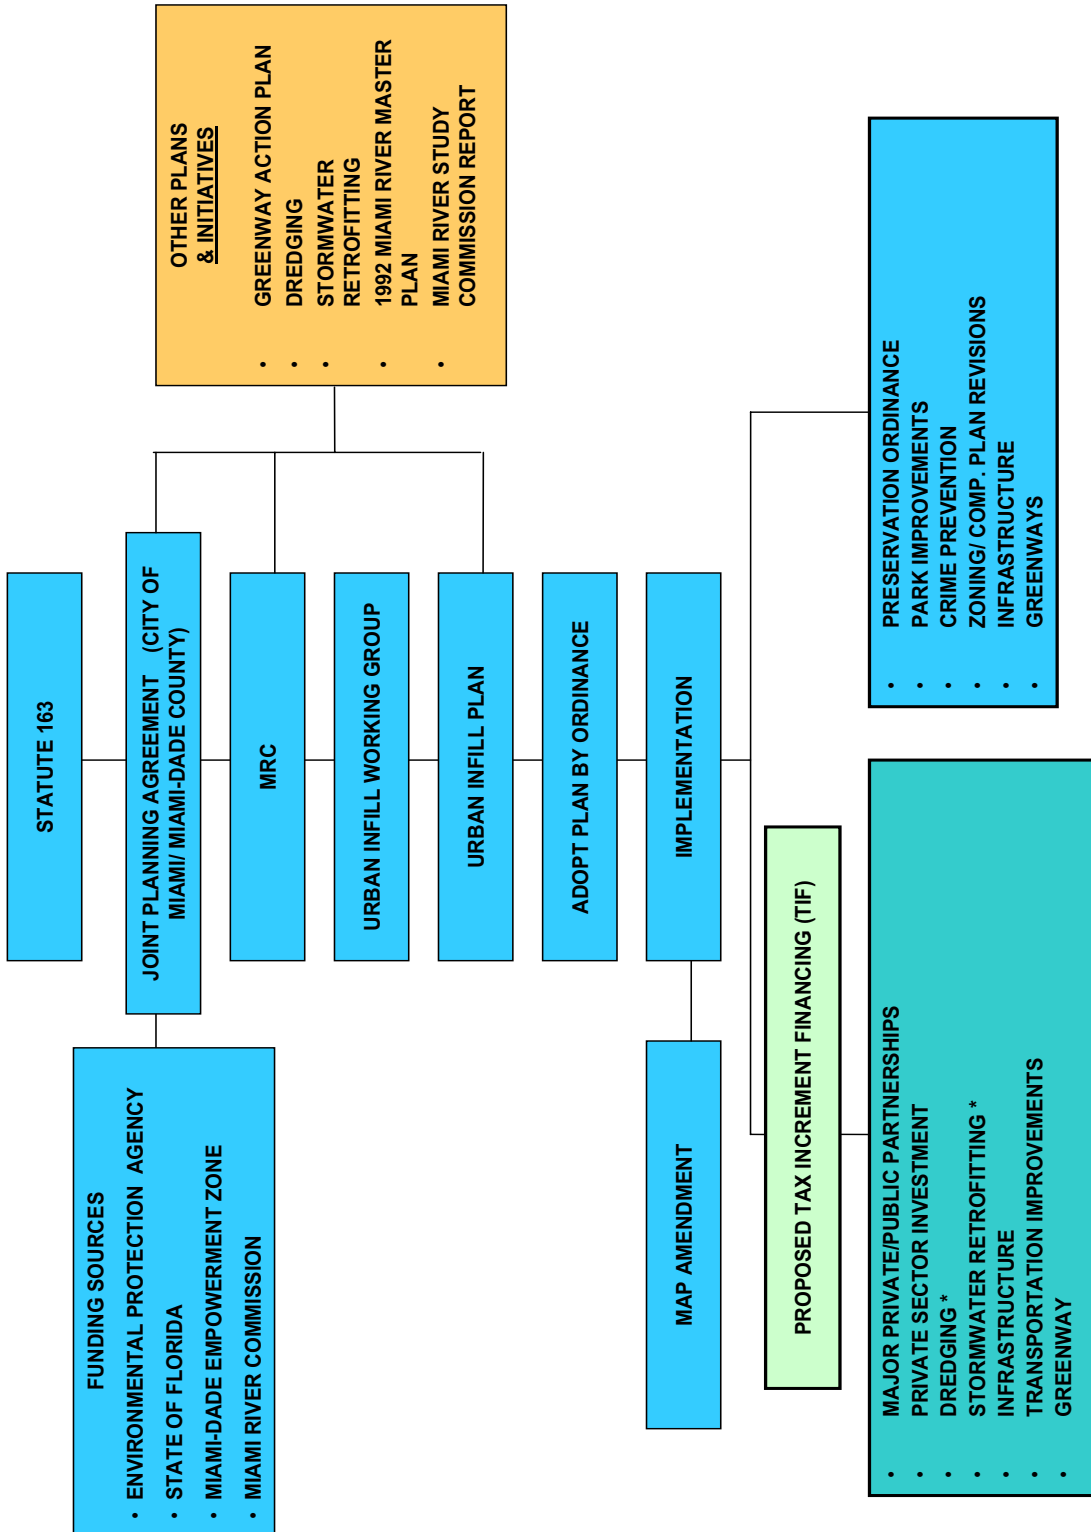 STATUTE 163
FUNDING SOURCES
• ENVIRONMENTAL PROTECTION AGENCY
• STATE OF FLORIDA
• MIAMI-DADE EMPOWERMENT ZONE
• MIAMI RIVER COMMISSION
JOINT PLANNING AGREEMENT (CITY OF
MIAMI/ MIAMI-DADE COUNTY)
OTHER PLANS
& INITIATIVES
• GREENWAY ACTION PLAN
• DREDGING
• STORMWATER
RETROFITTING
• 1992 MIAMI RIVER MASTER
PLAN
• MIAMI RIVER STUDY
COMMISSION REPORT
MRC
URBAN INFILL WORKING GROUP
URBAN INFILL PLAN
ADOPT PLAN BY ORDINANCE
MAP AMENDMENT
IMPLEMENTATION
PROPOSED TAX INCREMENT FINANCING (TIF)
• MAJOR PRIVATE/PUBLIC PARTNERSHIPS
• PRIVATE SECTOR INVESTMENT
• DREDGING *
• STORMWATER RETROFITTING *
• INFRASTRUCTURE
• TRANSPORTATION IMPROVEMENTS
• GREENWAY
• PRESERVATION ORDINANCE
• PARK IMPROVEMENTS
• CRIME PREVENTION
• ZONING/ COMP. PLAN REVISIONS
• INFRASTRUCTURE
• GREENWAYS